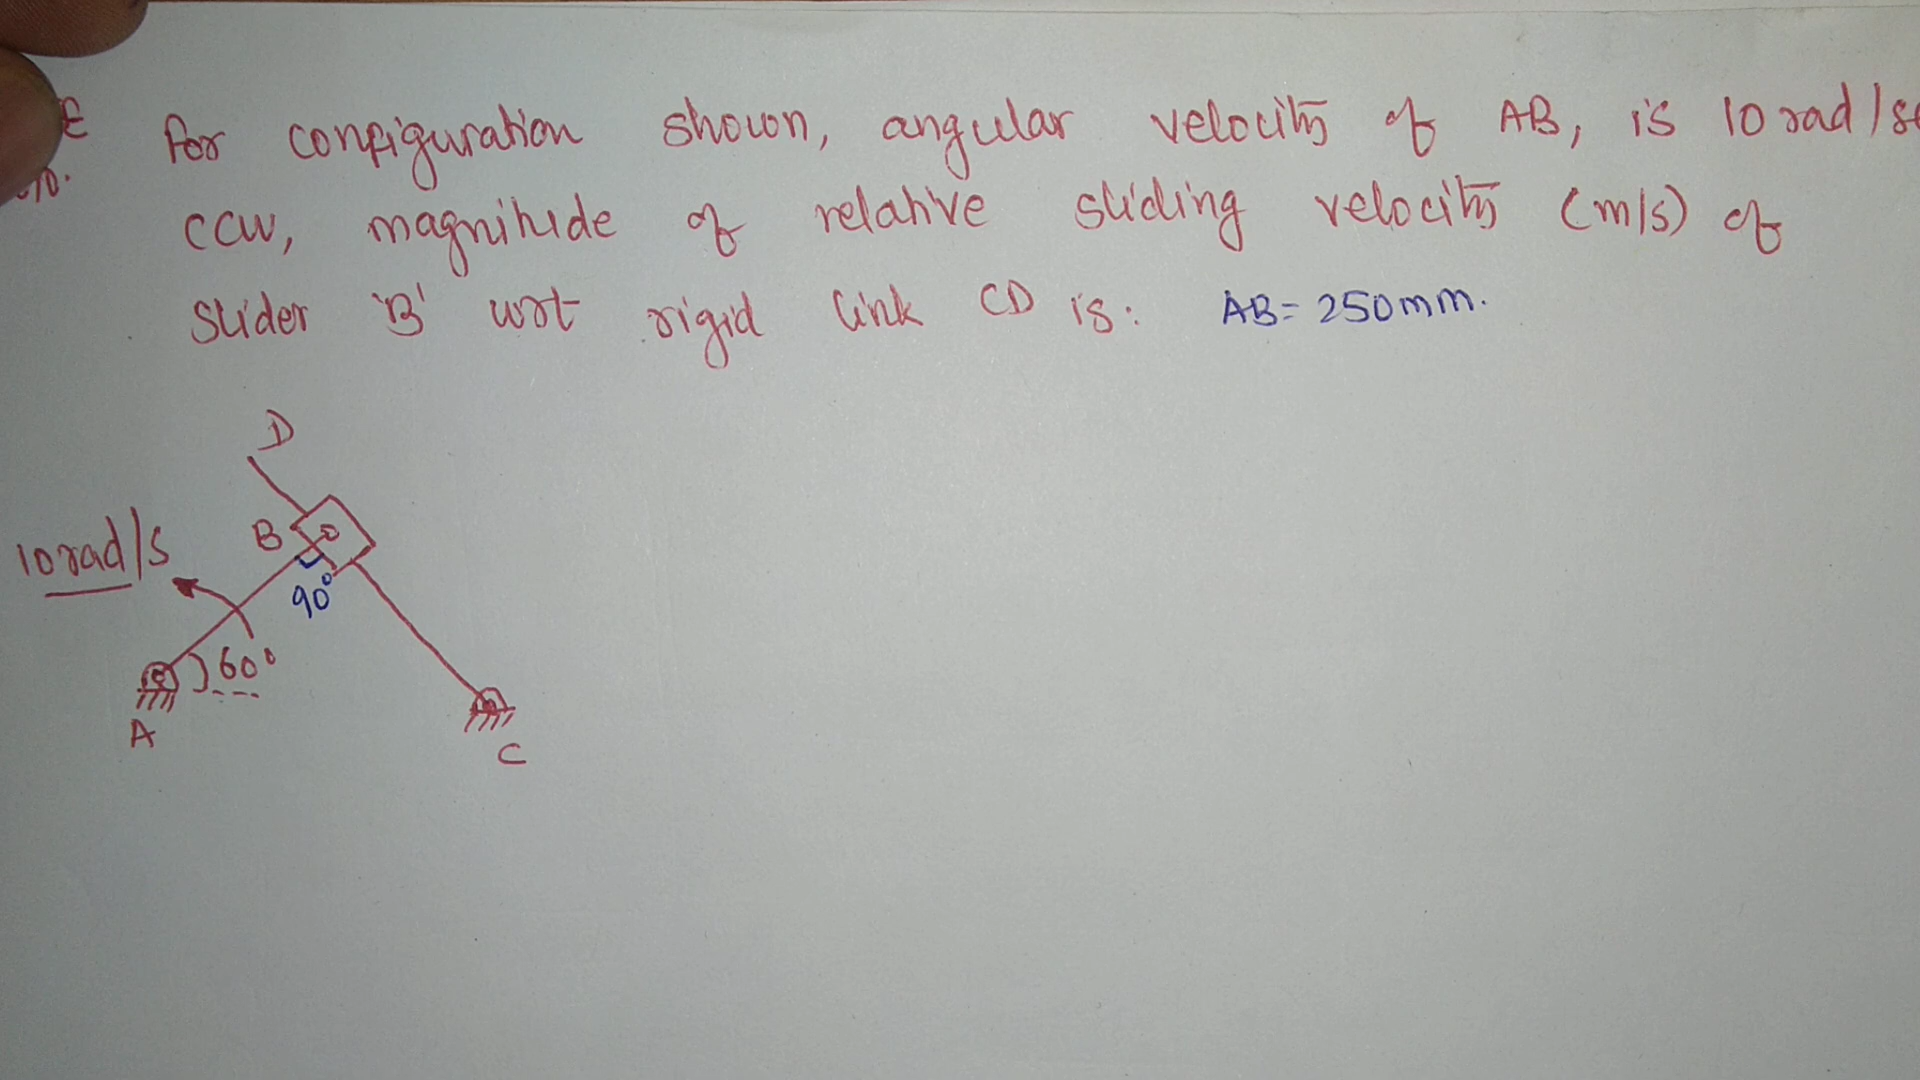 for configuration shown, angular velocity of AB, is 10 rad/se
CCW, magnitude of relative sliding velocity (m/s) of
slider 'B' wrt rigid link CD is: AB = 250mm.
D
B
10 rad/s
90°
60°
A
C